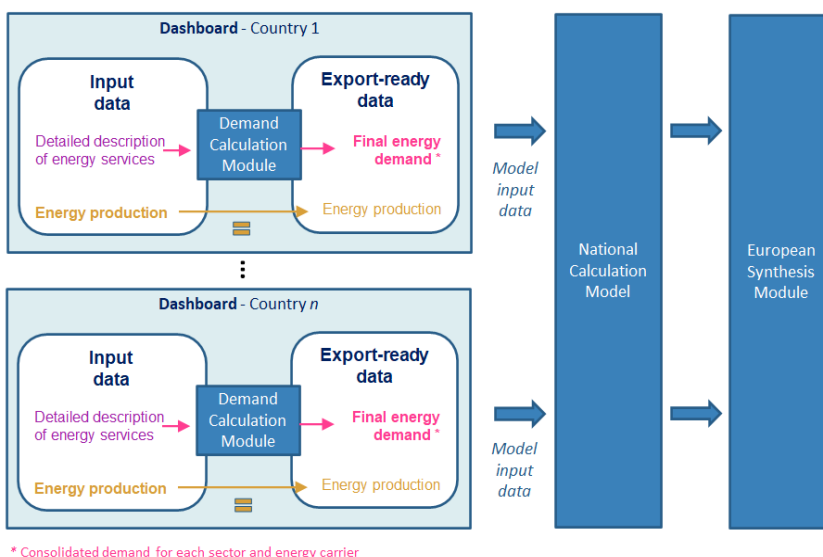 Dashboard - Country 1
Input
data
Export-ready
data
Detailed description
of energy services
Demand
Calculation
Module
Final energy
demand *
Energy production
=
Energy production
Model
input
data
⋮
Dashboard - Country n
Input
data
Export-ready
data
Detailed description
of energy services
Demand
Calculation
Module
Final energy
demand *
Energy production
=
Energy production
Model
input
data
National
Calculation
Model
European
Synthesis
Module
* Consolidated demand for each sector and energy carrier